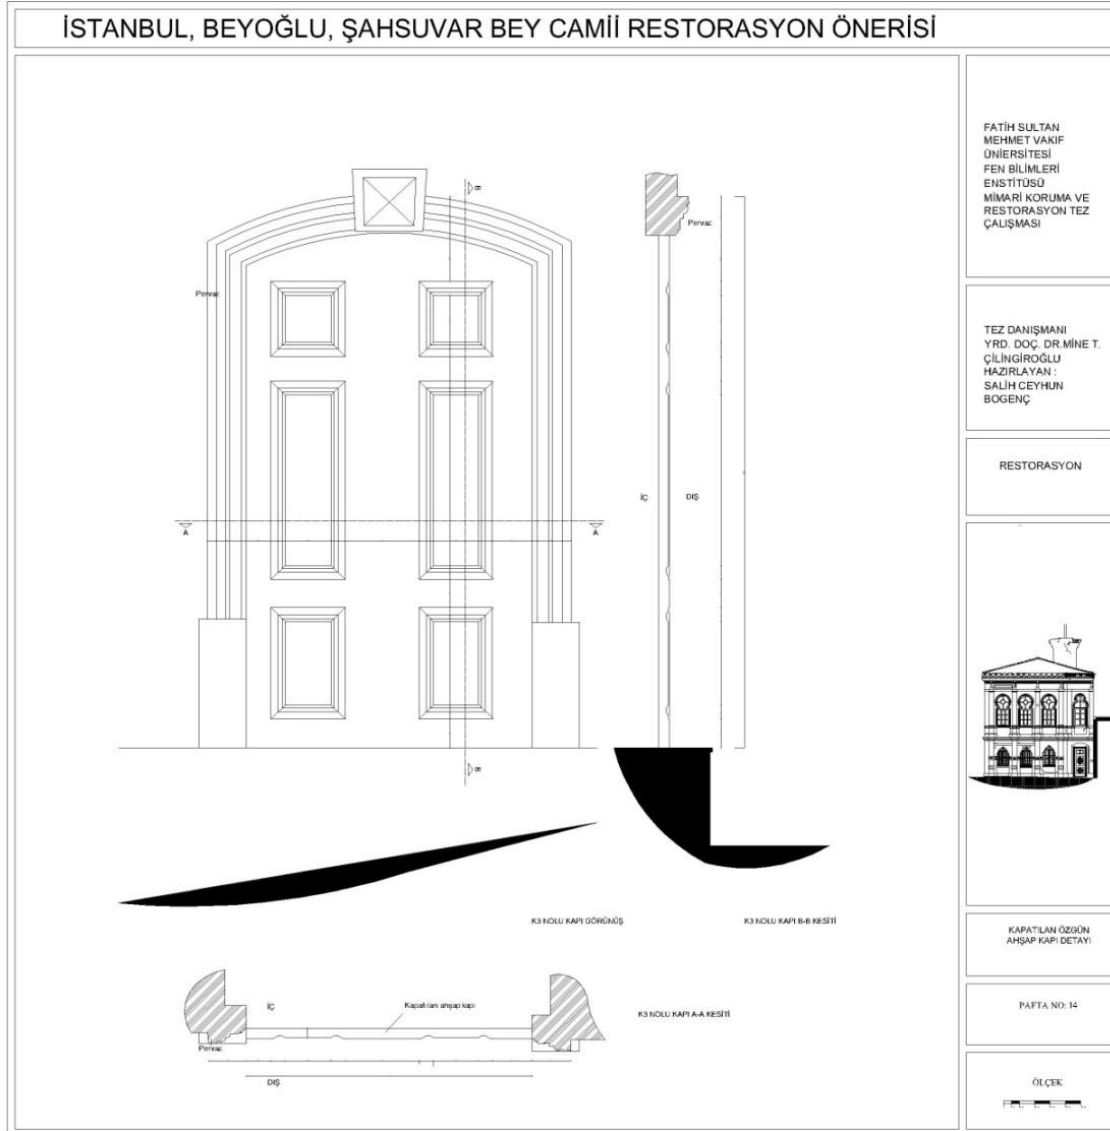 İSTANBUL, BEYOĞLU, ŞAHSUVAR BEY CAMİİ RESTORASYON ÖNERİSİ
FATİH SULTAN
MEHMET VAKIF
ÜNİERSİTESİ
FEN BİLİMLERİ
ENSTİTÜSÜ
MİMARİ KORUMA VE
RESTORASYON TEZ
ÇALIŞMASI
TEZ DANIŞMANI
YRD. DOÇ. DR.MİNE T.
ÇİLİNGİROĞLU
HAZIRLAYAN :
SALİH CEYHUN
BOGENÇ
RESTORASYON
KAPATILAN ÖZGÜN
AHŞAP KAPI DETAYI
PAFTA NO: 14
ÖLÇEK
B
Pervaz
Pervaz
İÇ
DIŞ
A
A
B
K3 NOLU KAPI GÖRÜNÜŞ
K3 NOLU KAPI B-B KESİTİ
İÇ
Kapatılan ahşap kapı
K3 NOLU KAPI A-A KESİTİ
Pervaz
DIŞ